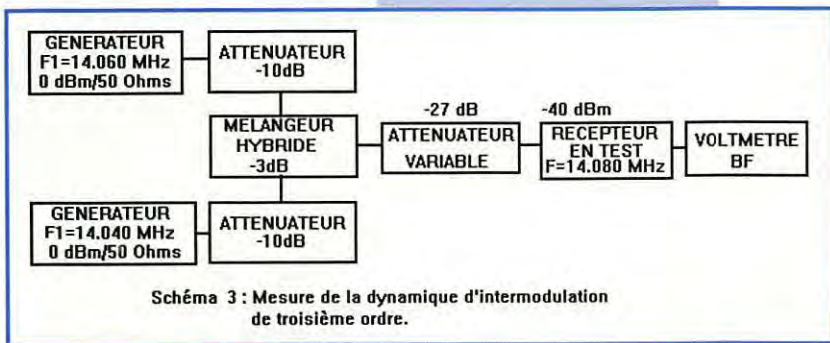 GENERATEUR
F1=14.060 MHz
0 dBm/50 Ohms
ATTENUATEUR
-10dB
MELANGEUR
HYBRIDE
-3dB
-27 dB
ATTENUATEUR
VARIABLE
-40 dBm
RECEPTEUR
EN TEST
F=14.080 MHz
VOLTMETRE
BF
GENERATEUR
F1=14.040 MHz
0 dBm/50 Ohms
ATTENUATEUR
-10dB
Schéma 3 : Mesure de la dynamique d'intermodulation
de troisième ordre.